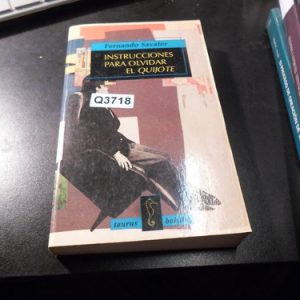 Fernando Savater
INSTRUCCIONES
PARA OLVIDAR
EL QUIJOTE
Q3718
taurus bolsillo